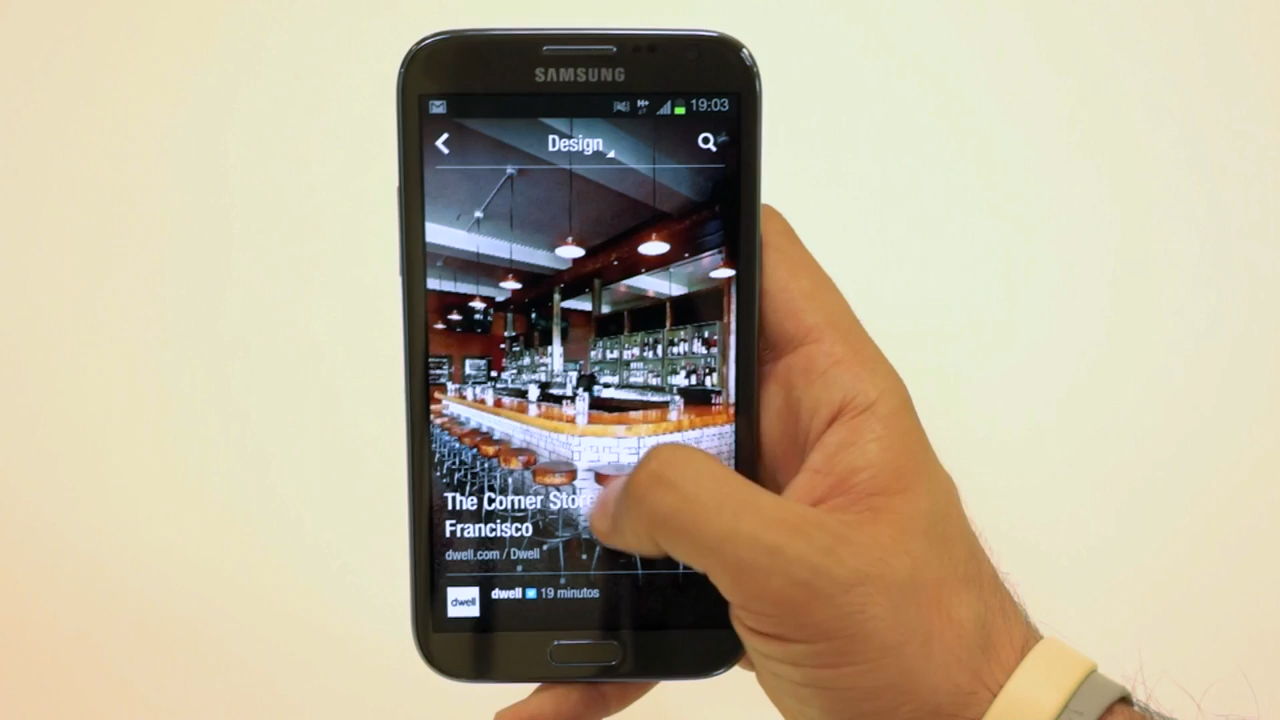 SAMSUNG
H+ 19:03
Design
The Corner Store
Francisco
dwell.com / Dwell
dwell dwell 19 minutos